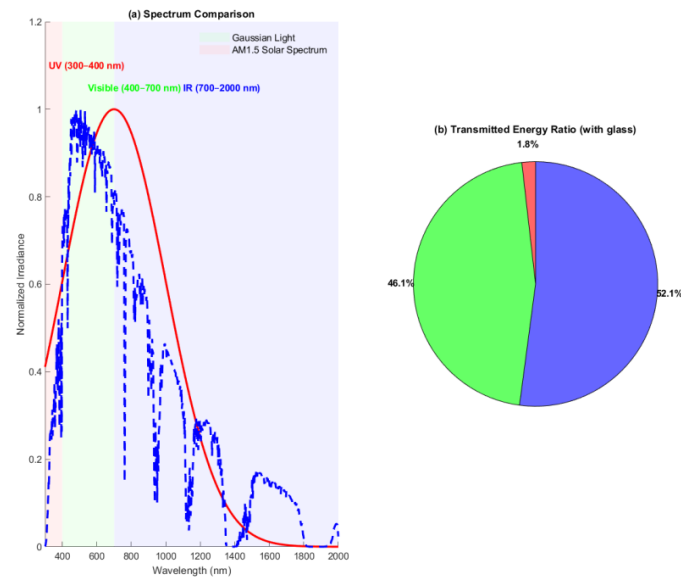 (a) Spectrum Comparison
1.2
1
0.8
0.6
0.4
0.2
0
Normalized Irradiance
Gaussian Light
AM1.5 Solar Spectrum
UV (300–400 nm)
Visible (400–700 nm) IR (700–2000 nm)
400 600 800 1000 1200 1400 1600 1800 2000
Wavelength (nm)
(b) Transmitted Energy Ratio (with glass)
1.8%
46.1%
52.1%